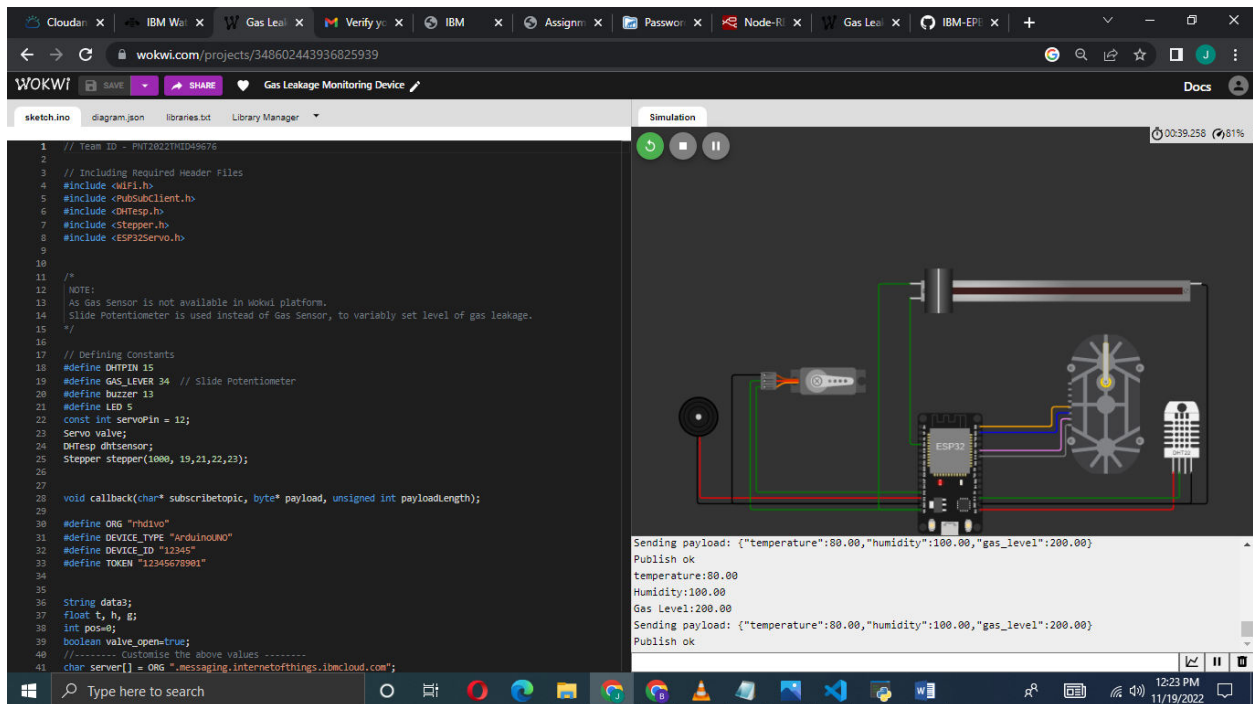 Cloudan
IBM Wat
Gas Leak
Verify yo
IBM
Assignm
Passwor
Node-RE
Gas Leak
IBM-EPB
wokwi.com/projects/348602443936825939
J
WOKWi SAVE SHARE Gas Leakage Monitoring Device Docs
sketch.ino diagram.json libraries.txt Library Manager
1 // Team ID - PNT2022TMID49676
2
3 // Including Required Header Files
4 #include <WiFi.h>
5 #include <PubSubClient.h>
6 #include <DHTesp.h>
7 #include <Stepper.h>
8 #include <ESP32Servo.h>
9
10
11 /*
12 NOTE:
13 As Gas Sensor is not available in Wokwi platform.
14 Slide Potentiometer is used instead of Gas Sensor, to variably set level of gas leakage.
15 */
16
17 // Defining Constants
18 #define DHTPIN 15
19 #define GAS_LEVER 34 // Slide Potentiometer
20 #define buzzer 13
21 #define LED 5
22 const int servoPin = 12;
23 Servo valve;
24 DHTesp dhtsensor;
25 Stepper stepper(1000, 19,21,22,23);
26
27
28 void callback(char* subscribetopic, byte* payload, unsigned int payloadLength);
29
30 #define ORG "rhd1vo"
31 #define DEVICE_TYPE "ArduinoUNO"
32 #define DEVICE_ID "12345"
33 #define TOKEN "12345678901"
34
35
36 String data3;
37 float t, h, g;
38 int pos=0;
39 boolean valve_open=true;
40 //-------- Customise the above values --------
41 char server[] = ORG ".messaging.internetofthings.ibmcloud.com";
Simulation
00:39.258 81%
ESP32
DHT22
Sending payload: {"temperature":80.00,"humidity":100.00,"gas_level":200.00}
Publish ok
temperature:80.00
Humidity:100.00
Gas Level:200.00
Sending payload: {"temperature":80.00,"humidity":100.00,"gas_level":200.00}
Publish ok
Type here to search
12:23 PM
11/19/2022